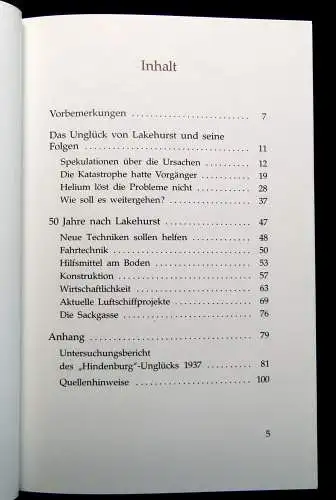 Inhalt
Vorbemerkungen .................... 7
Das Unglück von Lakehurst und seine
Folgen .................... 11
Spekulationen über die Ursachen .......... 12
Die Katastrophe hatte Vorgänger .......... 19
Helium löst die Probleme nicht .......... 28
Wie soll es weitergehen? .......... 37
50 Jahre nach Lakehurst .......... 47
Neue Techniken sollen helfen .......... 48
Fahrtechnik .......... 50
Hilfsmittel am Boden .......... 53
Konstruktion .......... 57
Wirtschaftlichkeit .......... 63
Aktuelle Luftschiffprojekte .......... 69
Die Sackgasse .......... 76
Anhang .......... 79
Untersuchungsbericht
des „Hindenburg“-Unglücks 1937 .......... 81
Quellenhinweise .......... 100
5